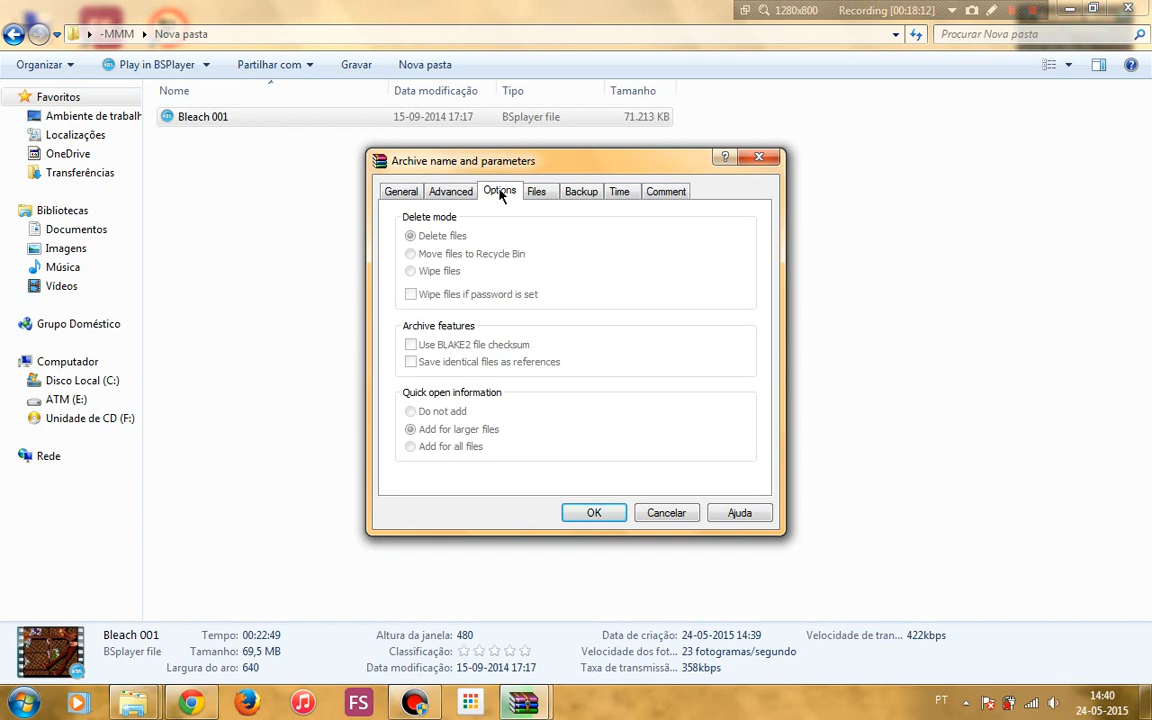 1280x800 Recording [00:18:12]
-MMM Nova pasta
Procurar Nova pasta
Organizar Play in BSPlayer Partilhar com Gravar Nova pasta
Favoritos
Ambiente de trabalh
Localizações
OneDrive
Transferências
Bibliotecas
Documentos
Imagens
Música
Vídeos
Grupo Doméstico
Computador
Disco Local (C:)
ATM (E:)
Unidade de CD (F:)
Rede
Nome Data modificação Tipo Tamanho
Bleach 001 15-09-2014 17:17 BSplayer file 71.213 KB
Archive name and parameters
General Advanced Options Files Backup Time Comment
Delete mode
Delete files
Move files to Recycle Bin
Wipe files
Wipe files if password is set
Archive features
Use BLAKE2 file checksum
Save identical files as references
Quick open information
Do not add
Add for larger files
Add for all files
OK Cancelar Ajuda
Bleach 001 Tempo: 00:22:49 Altura da janela: 480 Data de criação: 24-05-2015 14:39 Velocidade de tran... 422kbps
BSplayer file Tamanho: 69,5 MB Classificação: Velocidade dos fot... 23 fotogramas/segundo
Largura do aro: 640 Data modificação: 15-09-2014 17:17 Taxa de transmissã... 358kbps
FS
PT
14:40
24-05-2015